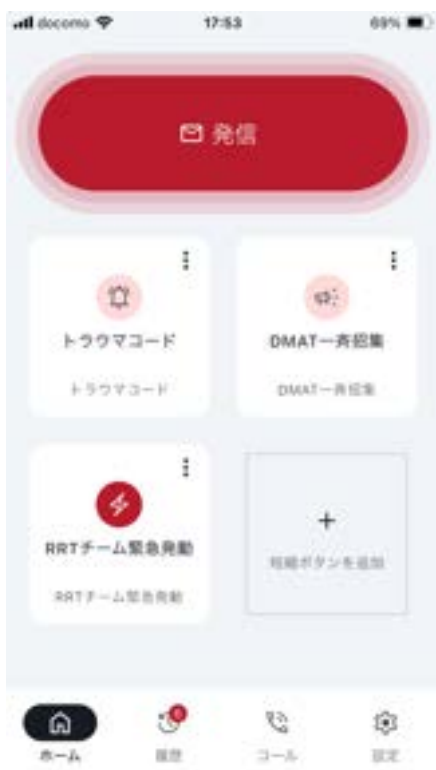 docomo 17:53 69%
発信
トラウマコード
トラウマコード
DMAT一斉招集
DMAT一斉招集
RRTチーム緊急発動
RRTチーム緊急発動
+
短縮ボタンを追加
ホーム
履歴
コール
設定